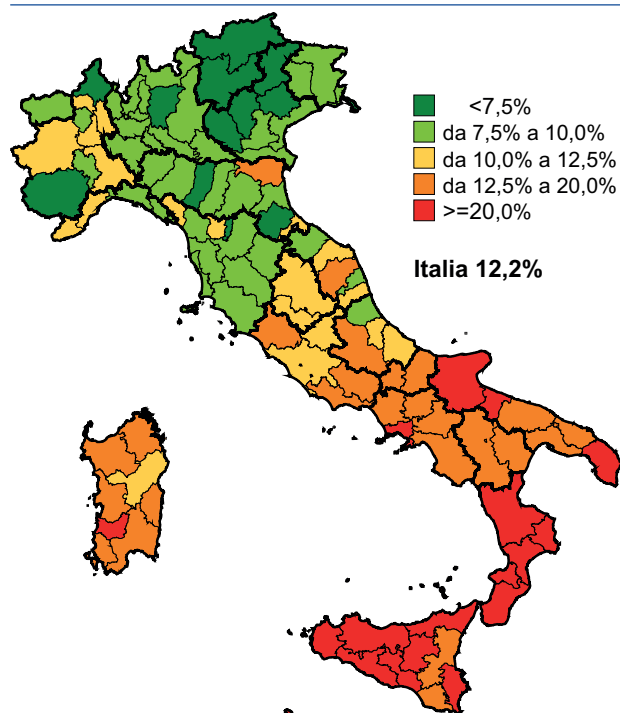 <7,5%
da 7,5% a 10,0%
da 10,0% a 12,5%
da 12,5% a 20,0%
>=20,0%
Italia 12,2%